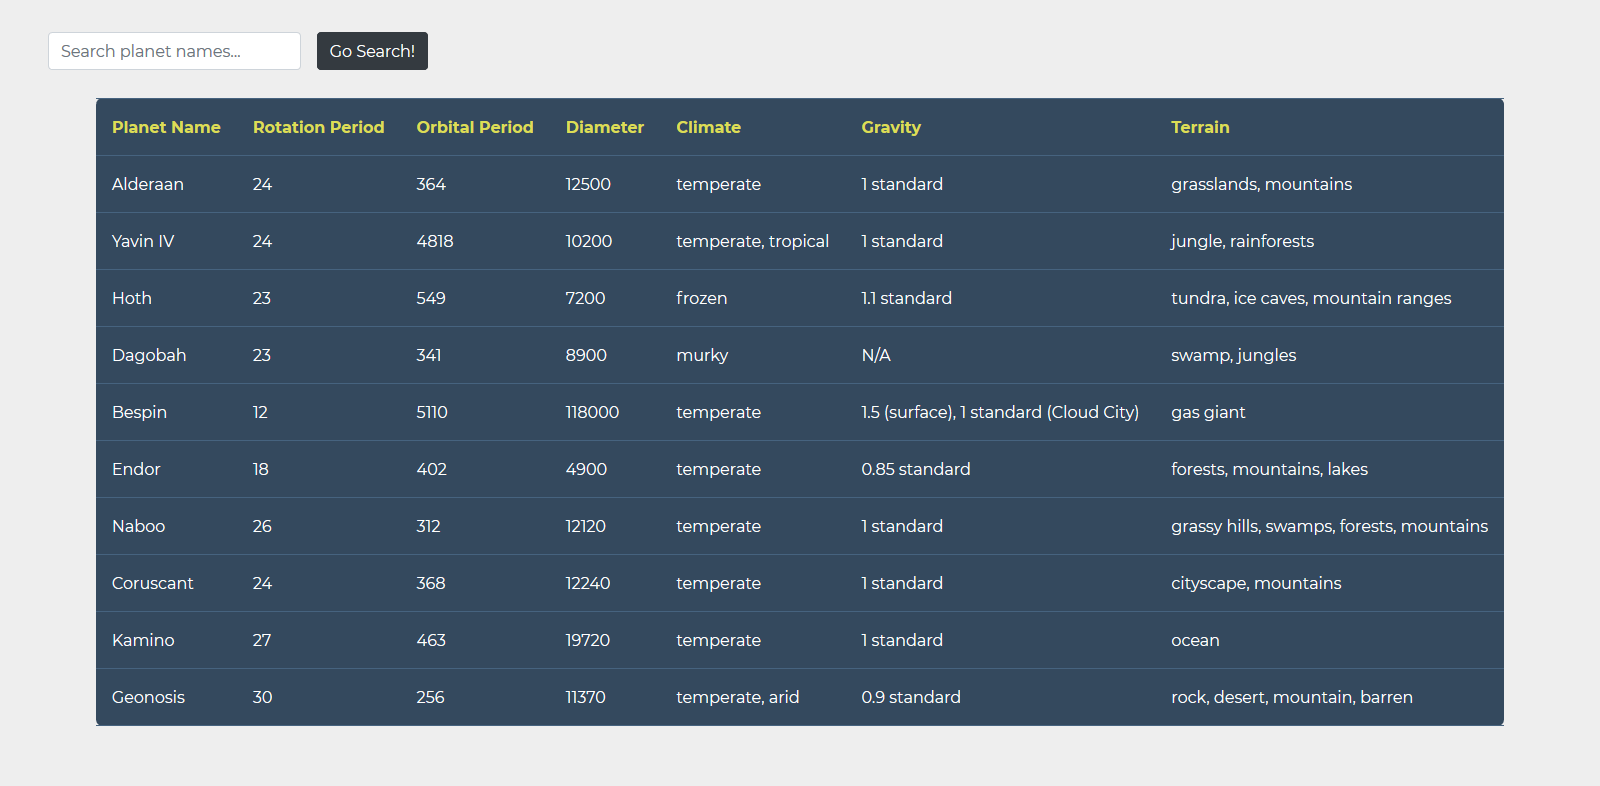 Search planet names... Go Search!
Planet Name Rotation Period Orbital Period Diameter Climate Gravity Terrain
Alderaan 24 364 12500 temperate 1 standard grasslands, mountains
Yavin IV 24 4818 10200 temperate, tropical 1 standard jungle, rainforests
Hoth 23 549 7200 frozen 1.1 standard tundra, ice caves, mountain ranges
Dagobah 23 341 8900 murky N/A swamp, jungles
Bespin 12 5110 118000 temperate 1.5 (surface), 1 standard (Cloud City) gas giant
Endor 18 402 4900 temperate 0.85 standard forests, mountains, lakes
Naboo 26 312 12120 temperate 1 standard grassy hills, swamps, forests, mountains
Coruscant 24 368 12240 temperate 1 standard cityscape, mountains
Kamino 27 463 19720 temperate 1 standard ocean
Geonosis 30 256 11370 temperate, arid 0.9 standard rock, desert, mountain, barren